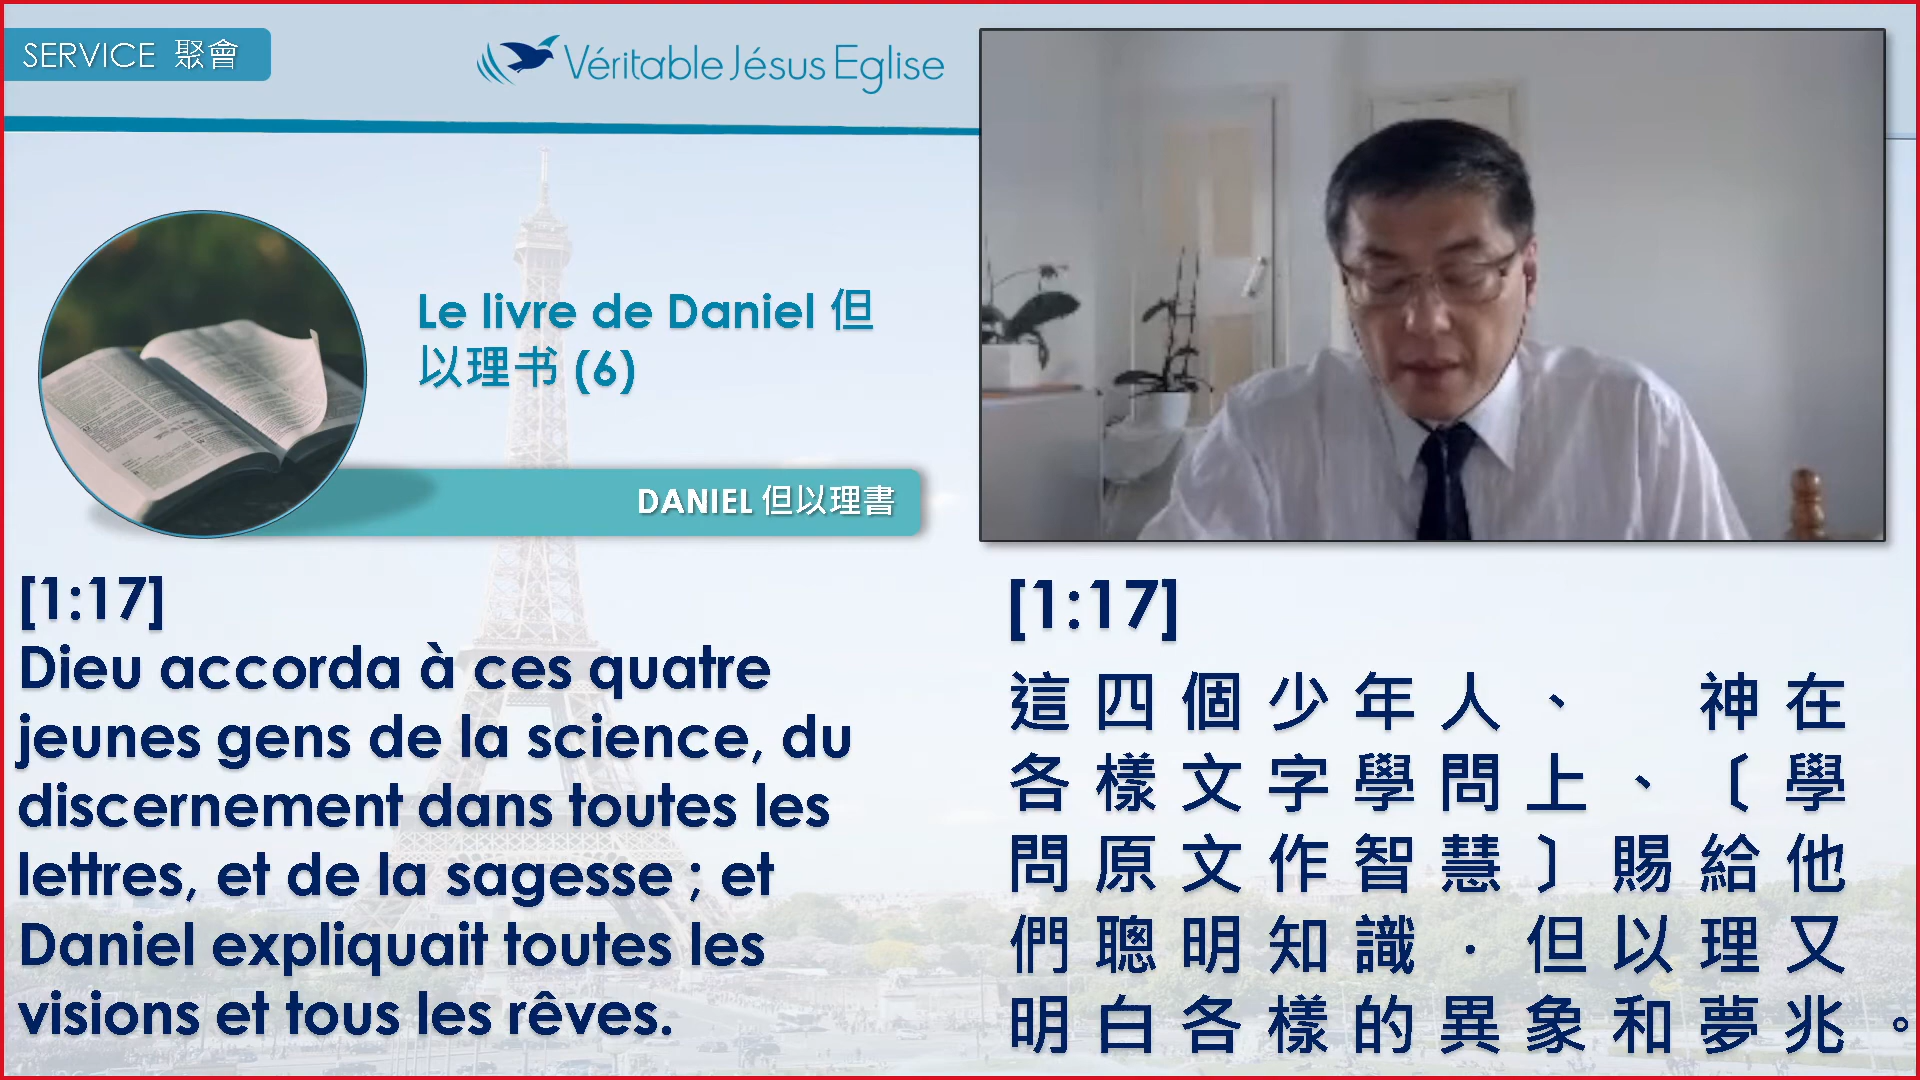 SERVICE 聚會
Véritable Jésus Eglise
Le livre de Daniel 但
以理书 (6)
DANIEL 但以理書
[1:17]
Dieu accorda à ces quatre
jeunes gens de la science, du
discernement dans toutes les
lettres, et de la sagesse ; et
Daniel expliquait toutes les
visions et tous les rêves.
[1:17]
這四個少年人、　神在
各樣文字學問上、〔學
問原文作智慧〕賜給他
們聰明知識．但以理又
明白各樣的異象和夢兆。